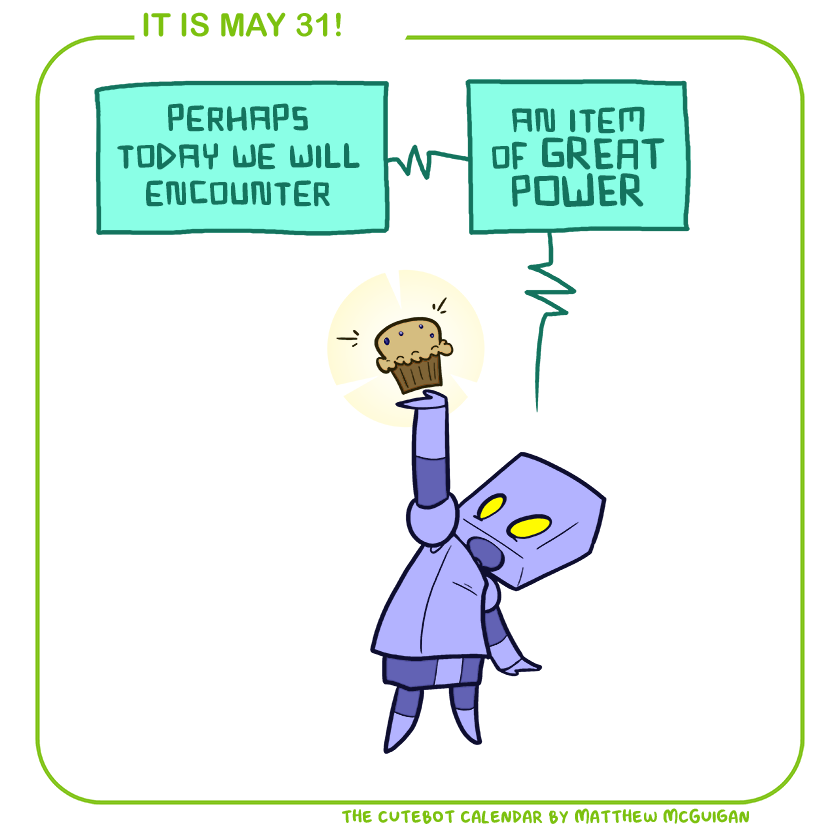 IT IS MAY 31!
PERHAPS
TODAY WE WILL
ENCOUNTER
AN ITEM
OF GREAT
POWER
THE CUTEBOT CALENDAR BY MATTHEW MCGUIGAN